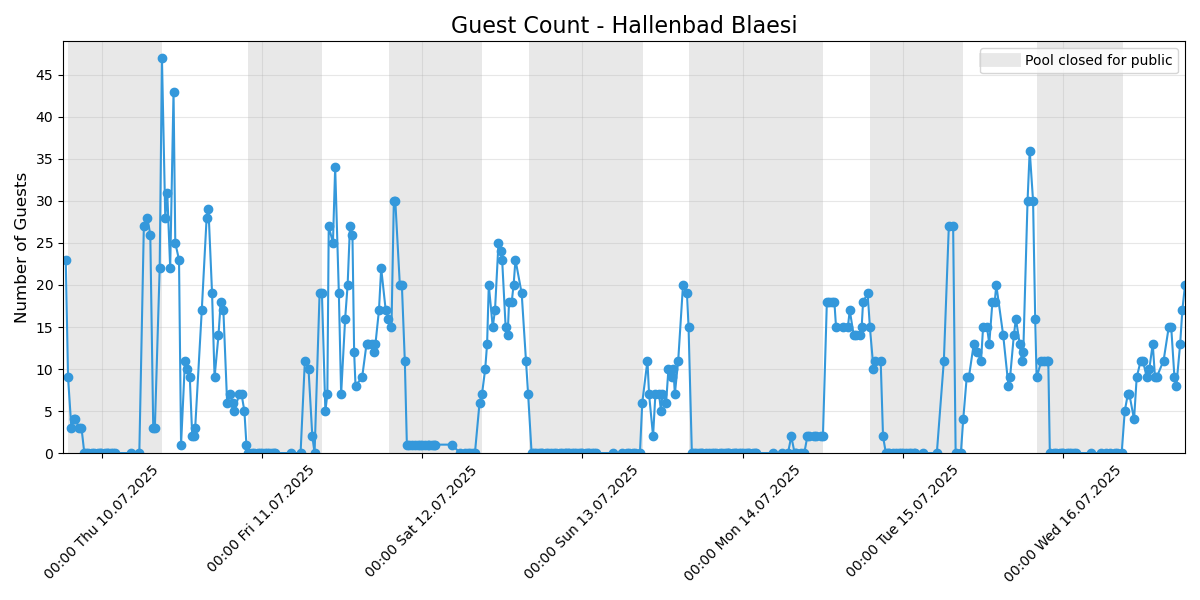 Guest Count - Hallenbad Blaesi
Pool closed for public
Number of Guests
45
40
35
30
25
20
15
10
5
0
00:00 Thu 10.07.2025
00:00 Fri 11.07.2025
00:00 Sat 12.07.2025
00:00 Sun 13.07.2025
00:00 Mon 14.07.2025
00:00 Tue 15.07.2025
00:00 Wed 16.07.2025